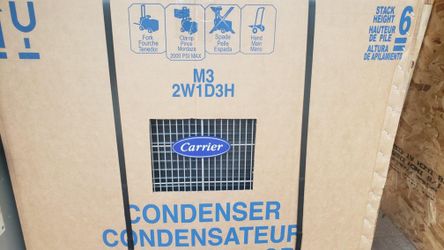 Fork
Fourche
Tenedor
Clamp
Pince
Mordaza
2000 PSI MAX
Spade
Pelle
Espada
Hand
Main
Mano
STACK
HEIGHT
HAUTEUR
DE PILE
ALTURA
DE APILAMIENTO
6
M3
2W1D3H
Carrier
CONDENSER
CONDENSATEUR